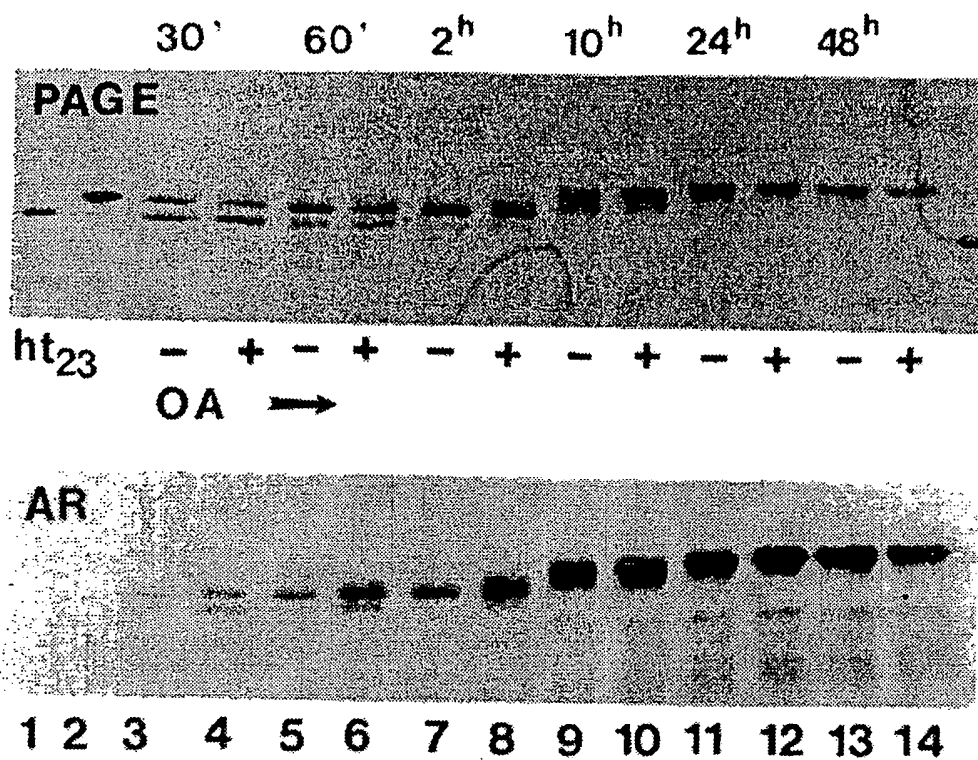 30' 60' 2h 10h 24h 48h
PAGE
ht23 - + - + - + - + - + - +
OA →
AR
1 2 3 4 5 6 7 8 9 10 11 12 13 14